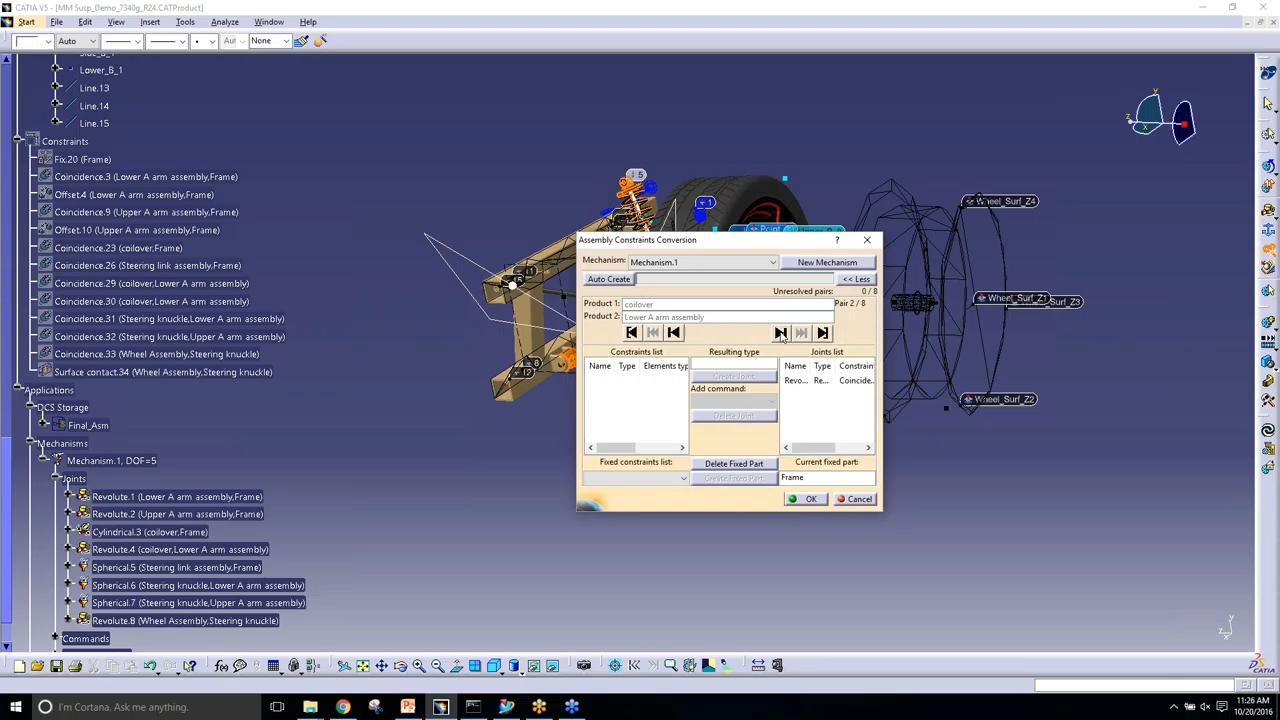 CATIA V5 - [MM Susp_Demo_7340g_R24.CATProduct]
Start File Edit View Insert Tools Analyze Window Help
Auto Aut None
Lower_B_1
Line.13
Line.14
Line.15
Constraints
Fix.20 (Frame)
Coincidence.3 (Lower A arm assembly,Frame)
Offset.4 (Lower A arm assembly,Frame)
Coincidence.9 (Upper A arm assembly,Frame)
Offset.10 (Upper A arm assembly,Frame)
Coincidence.23 (coilover,Frame)
Coincidence.26 (Steering link assembly,Frame)
Coincidence.29 (coilover,Lower A arm assembly)
Coincidence.30 (coilover,Lower A arm assembly)
Coincidence.31 (Steering knuckle,Lower A arm assembly)
Coincidence.32 (Steering knuckle,Upper A arm assembly)
Coincidence.33 (Wheel Assembly,Steering knuckle)
Surface contact.34 (Wheel Assembly,Steering knuckle)
Applications
DCS Storage
Final_Asm
Mechanisms
Mechanism.1, DOF=5
Joints
Revolute.1 (Lower A arm assembly,Frame)
Revolute.2 (Upper A arm assembly,Frame)
Cylindrical.3 (coilover,Frame)
Revolute.4 (coilover,Lower A arm assembly)
Spherical.5 (Steering link assembly,Frame)
Spherical.6 (Steering knuckle,Lower A arm assembly)
Spherical.7 (Steering knuckle,Upper A arm assembly)
Revolute.8 (Wheel Assembly,Steering knuckle)
Commands
5
1
Point
Wheel_Surf_Z4
Wheel_Surf_Z1
Wheel_Surf_Z3
Wheel_Surf_Z2
Y
X
Z
Assembly Constraints Conversion ?
Mechanism: Mechanism.1 New Mechanism
Auto Create << Less
Unresolved pairs: 0 / 8
Product 1: coilover Pair 2 / 8
Product 2: Lower A arm assembly
Constraints list Resulting type Joints list
Name Type Elements typ Name Type Constrain
Create Joint Revo... Re... Coincide..
Add command:
Delete Joint
Fixed constraints list: Delete Fixed Part Current fixed part:
Create Fixed Part Frame
OK Cancel
I'm Cortana. Ask me anything.
11:26 AM
10/20/2016